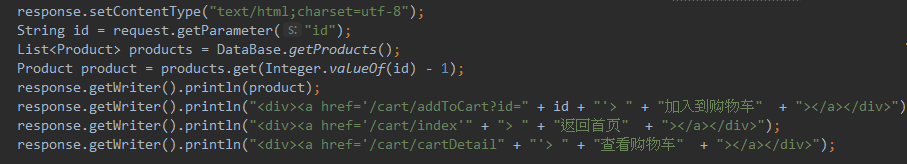 response.setContentType("text/html;charset=utf-8");
String id = request.getParameter( s: "id");
List<Product> products = DataBase.getProducts();
Product product = products.get(Integer.valueOf(id) - 1);
response.getWriter().println(product);
response.getWriter().println("<div><a href='/cart/addToCart?id=" + id + "'> " + "加入到购物车"  + "></a></div>")
response.getWriter().println("<div><a href='/cart/index'" + "> " + "返回首页"  + "></a></div>");
response.getWriter().println("<div><a href='/cart/cartDetail" + "'> " + "查看购物车"  + "></a></div>");